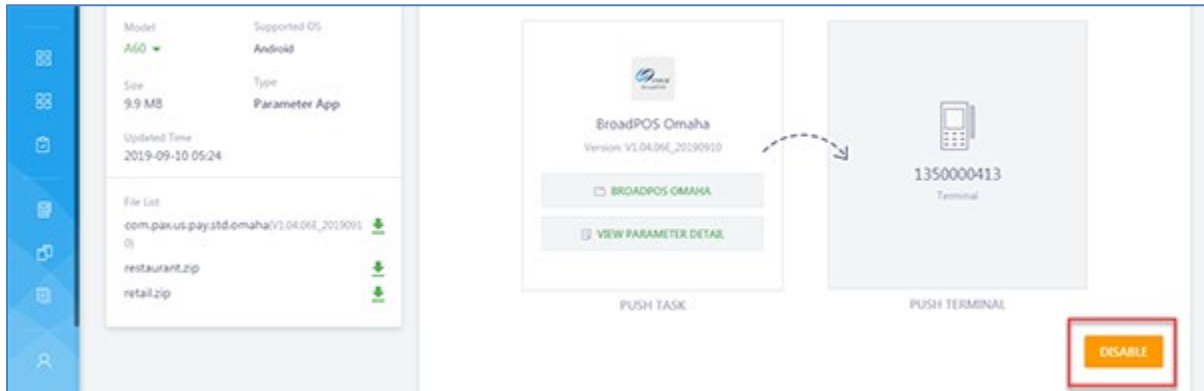 Model
Supported OS
A60
Android
Size
Type
9.9 MB
Parameter App
Updated Time
2019-09-10 05:24
File List
com.pax.us.pay.std.omaha(V1.04.06E_2019091
0)
restaurant.zip
retail.zip
BroadPOS Omaha
Version: V1.04.06E_20190910
BROADPOS OMAHA
VIEW PARAMETER DETAIL
PUSH TASK
1350000413
Terminal
PUSH TERMINAL
DISABLE